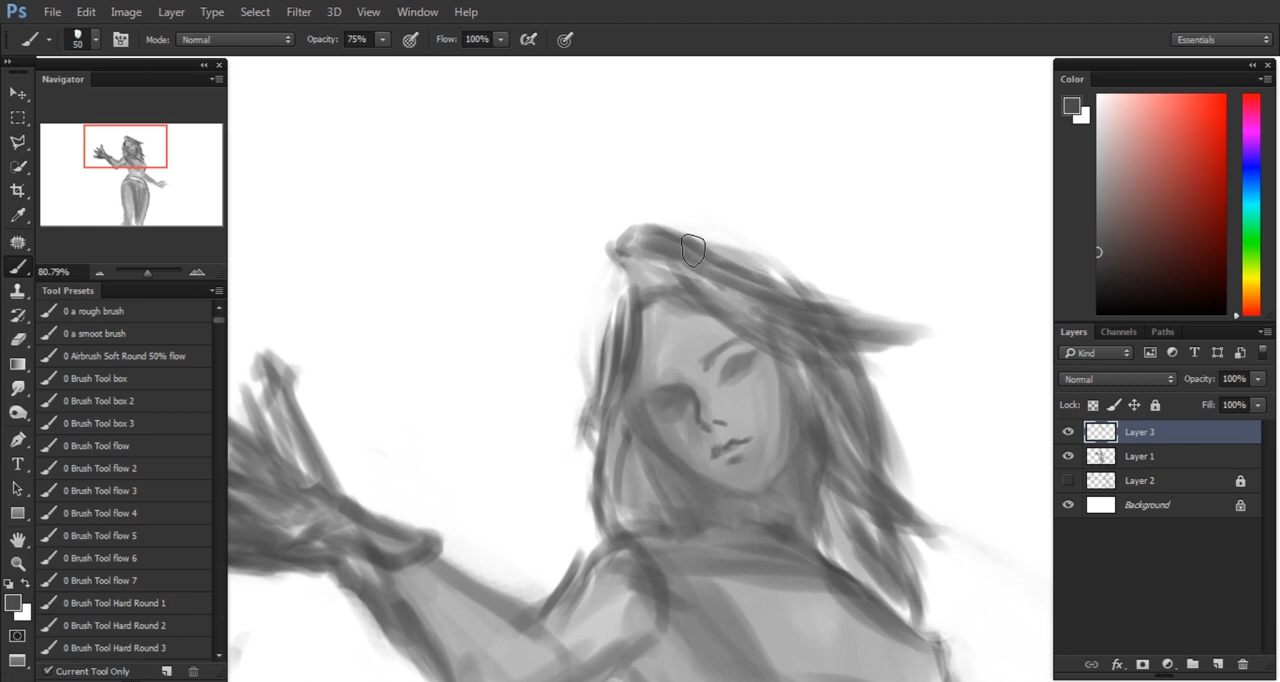 Ps File Edit Image Layer Type Select Filter 3D View Window Help
50 Mode: Normal Opacity: 75% Flow: 100% Essentials
Navigator
80.79%
Tool Presets
0 a rough brush
0 a smoot brush
0 Airbrush Soft Round 50% flow
0 Brush Tool box
0 Brush Tool box 2
0 Brush Tool box 3
0 Brush Tool flow
0 Brush Tool flow 2
0 Brush Tool flow 3
0 Brush Tool flow 4
0 Brush Tool flow 5
0 Brush Tool flow 6
0 Brush Tool flow 7
0 Brush Tool Hard Round 1
0 Brush Tool Hard Round 2
0 Brush Tool Hard Round 3
Current Tool Only
Color
Layers Channels Paths
Kind
Normal Opacity: 100%
Lock: Fill: 100%
Layer 3
Layer 1
Layer 2
Background
fx